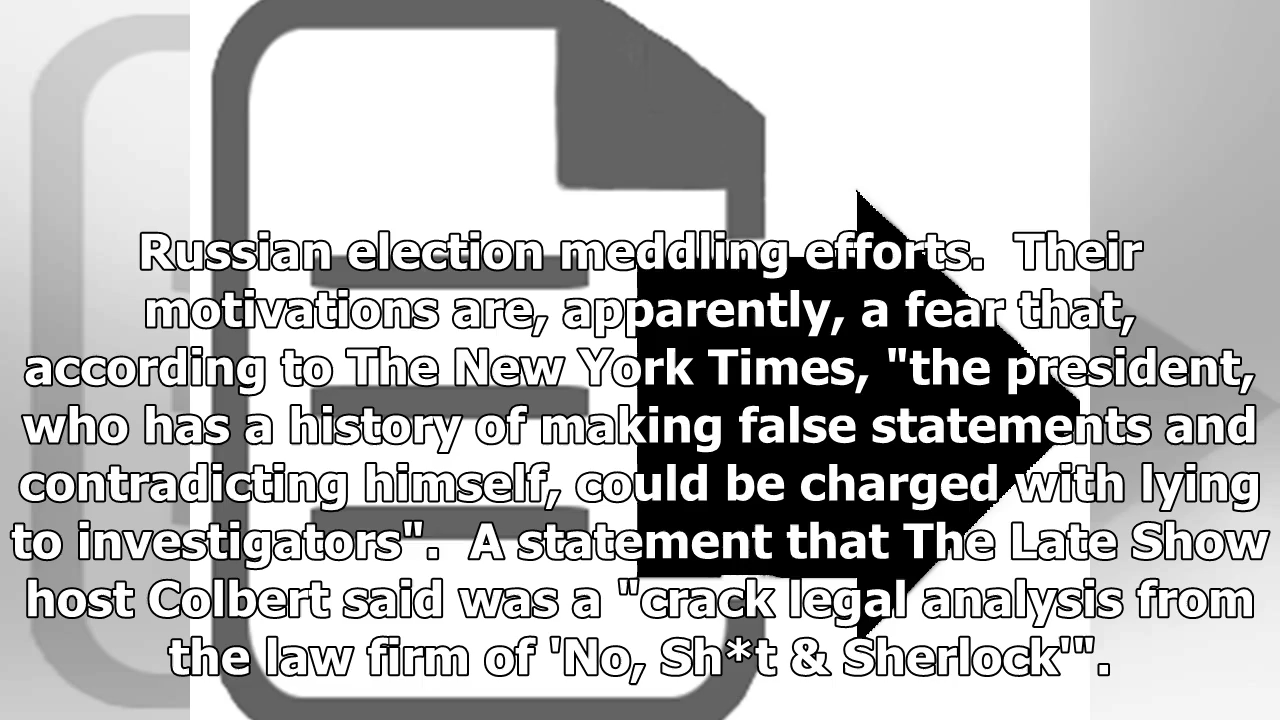 Russian election meddling efforts.  Their
motivations are, apparently, a fear that,
according to The New York Times, "the president,
who has a history of making false statements and
contradicting himself, could be charged with lying
to investigators".  A statement that The Late Show
host Colbert said was a "crack legal analysis from
the law firm of 'No, Sh*t & Sherlock'".